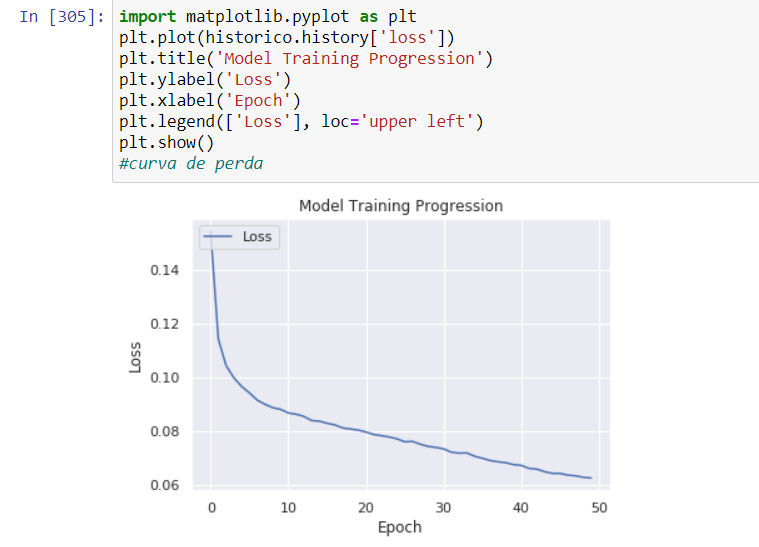 In [305]: import matplotlib.pyplot as plt
plt.plot(historico.history['loss'])
plt.title('Model Training Progression')
plt.ylabel('Loss')
plt.xlabel('Epoch')
plt.legend(['Loss'], loc='upper left')
plt.show()
#curva de perda
Model Training Progression
Loss
0.14
0.12
0.10
0.08
0.06
Loss
0 10 20 30 40 50
Epoch